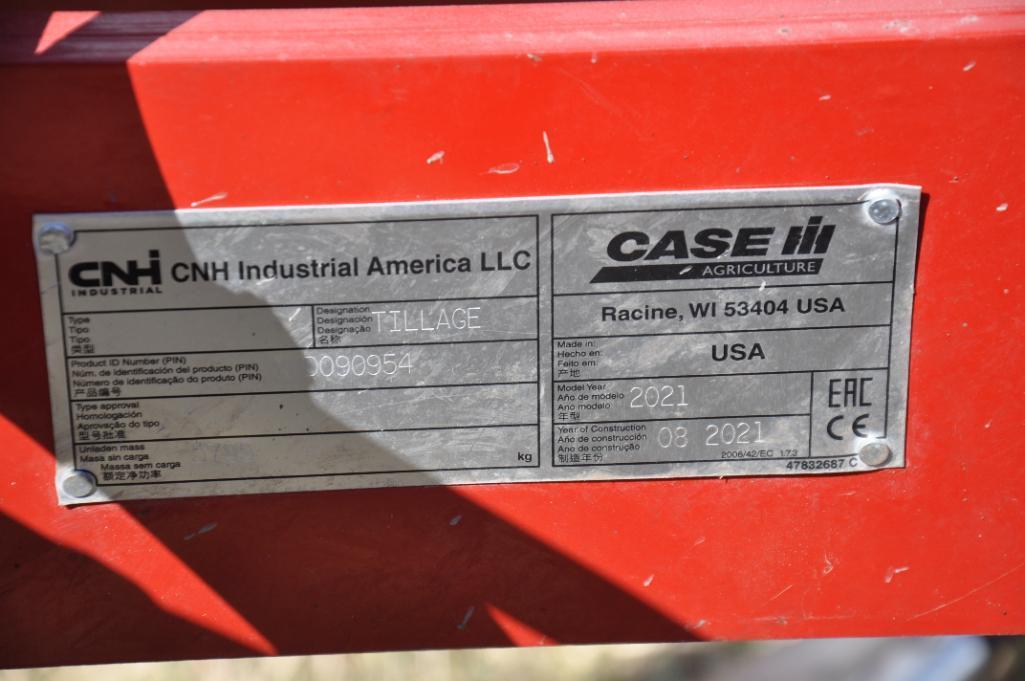 CNH
INDUSTRIAL
CNH Industrial America LLC
Type
Tipo
Tipo
类型
Designation
Designación
Designação
名称
TILLAGE
Product ID Number (PIN)
Núm. de identificación del producto (PIN)
Número de identificação do produto (PIN)
产品编号
0090954
Type approval
Homologación
Aprovação do tipo
型号批准
Unladen mass
Masa sin carga
Massa sem carga
额定净功率
kg
CASE IH
AGRICULTURE
Racine, WI 53404 USA
Made in:
Hecho en:
Feito em:
产地
USA
Model Year
Año de modelo
Ano modelo
年型
2021
Year of Construction
Año de construcción
Ano de construção
制造年份
08 2021
EAC
CE
2006/42/EC 1.7.3
47832687 C